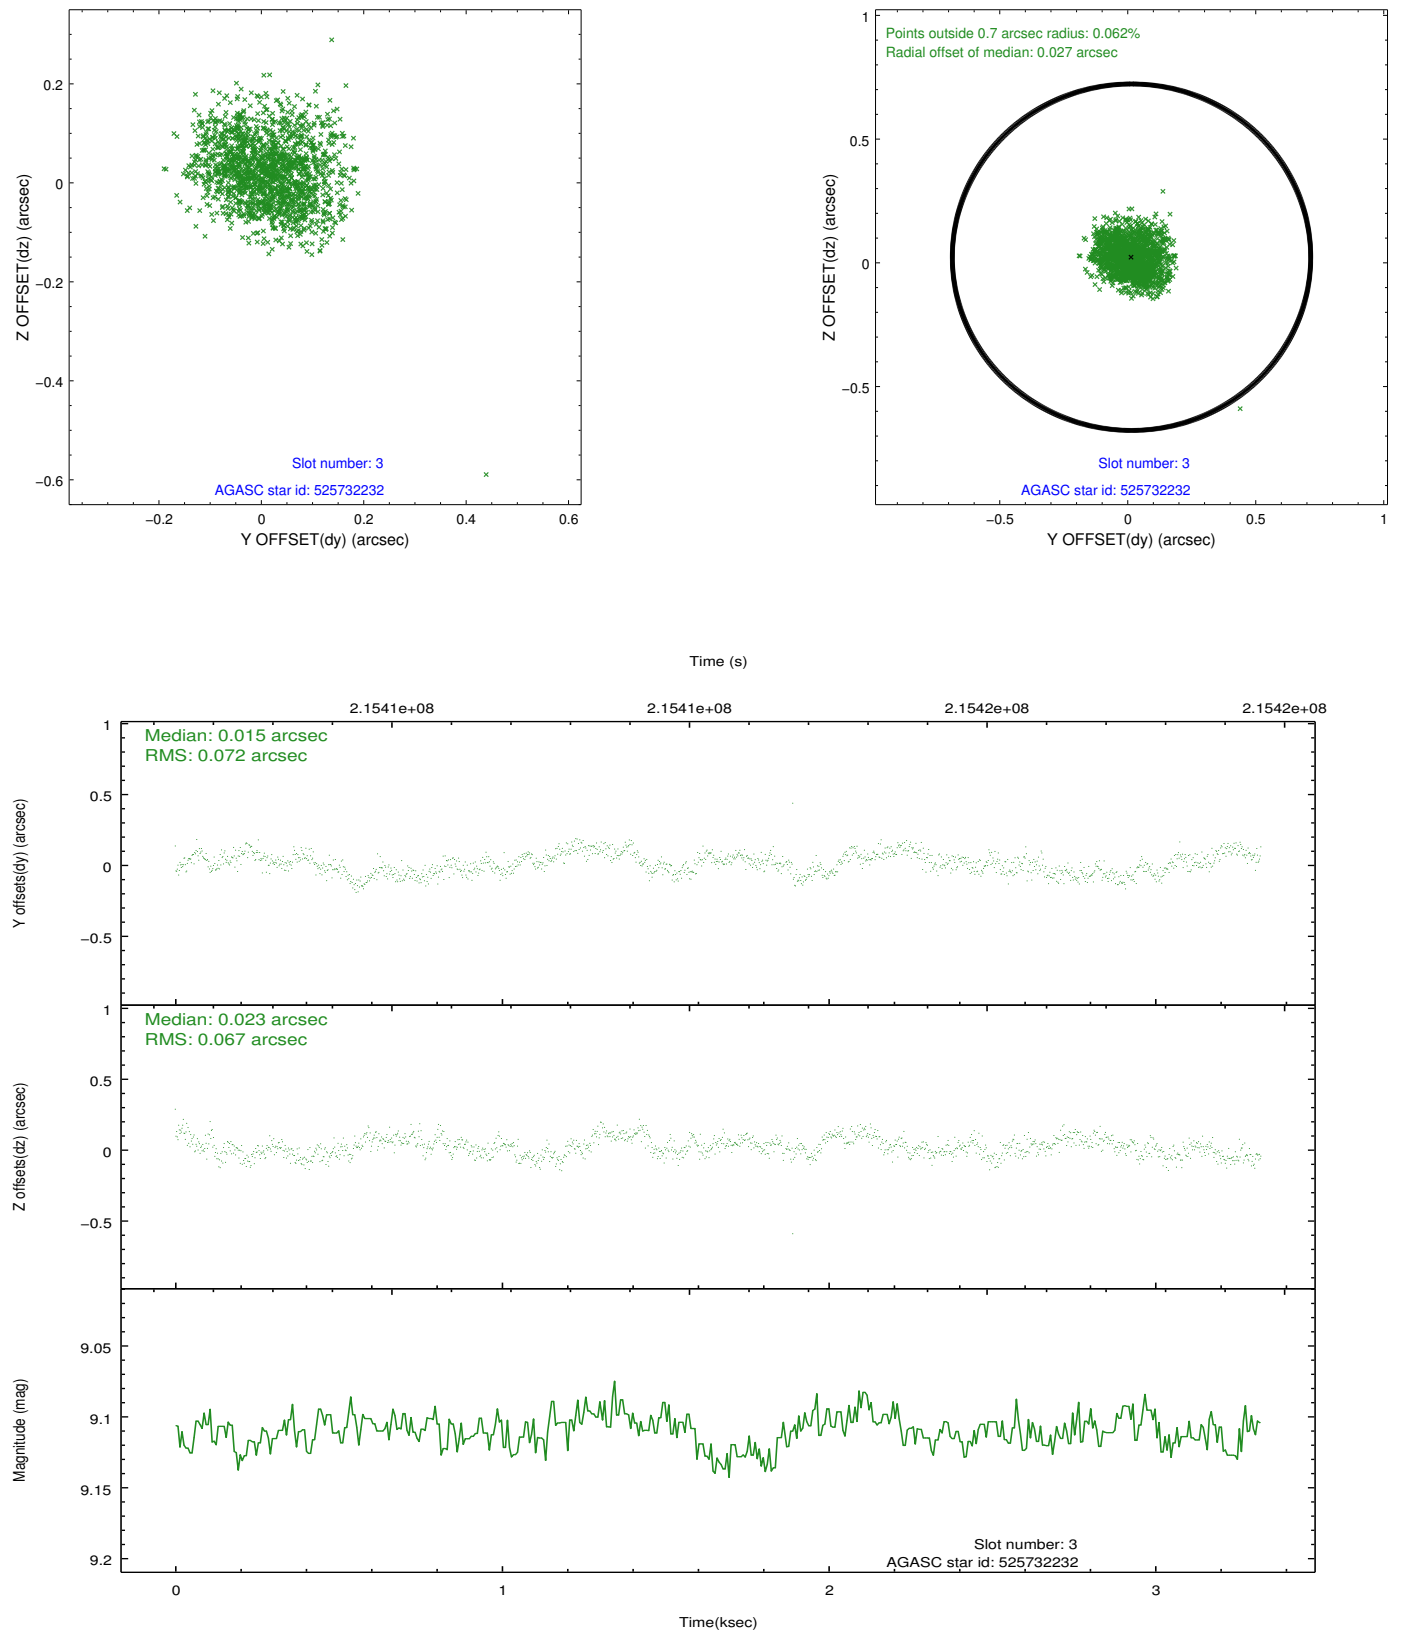 0.2
0
−0.2
−0.4
−0.6
Z OFFSET(dz) (arcsec)
Slot number: 3
AGASC star id: 525732232
−0.2 0 0.2 0.4 0.6
Y OFFSET(dy) (arcsec)
Points outside 0.7 arcsec radius: 0.062%
Radial offset of median: 0.027 arcsec
1
0.5
0
−0.5
Z OFFSET(dz) (arcsec)
Slot number: 3
AGASC star id: 525732232
−0.5 0 0.5 1
Y OFFSET(dy) (arcsec)
Time (s)
2.1541e+08 2.1541e+08 2.1542e+08 2.1542e+08
Median: 0.015 arcsec
RMS: 0.072 arcsec
1
0.5
0
−0.5
Y offsets(dy) (arcsec)
Median: 0.023 arcsec
RMS: 0.067 arcsec
1
0.5
0
−0.5
Z offsets(dz) (arcsec)
9.05
9.1
9.15
9.2
Magnitude (mag)
Slot number: 3
AGASC star id: 525732232
0 1 2 3
Time(ksec)